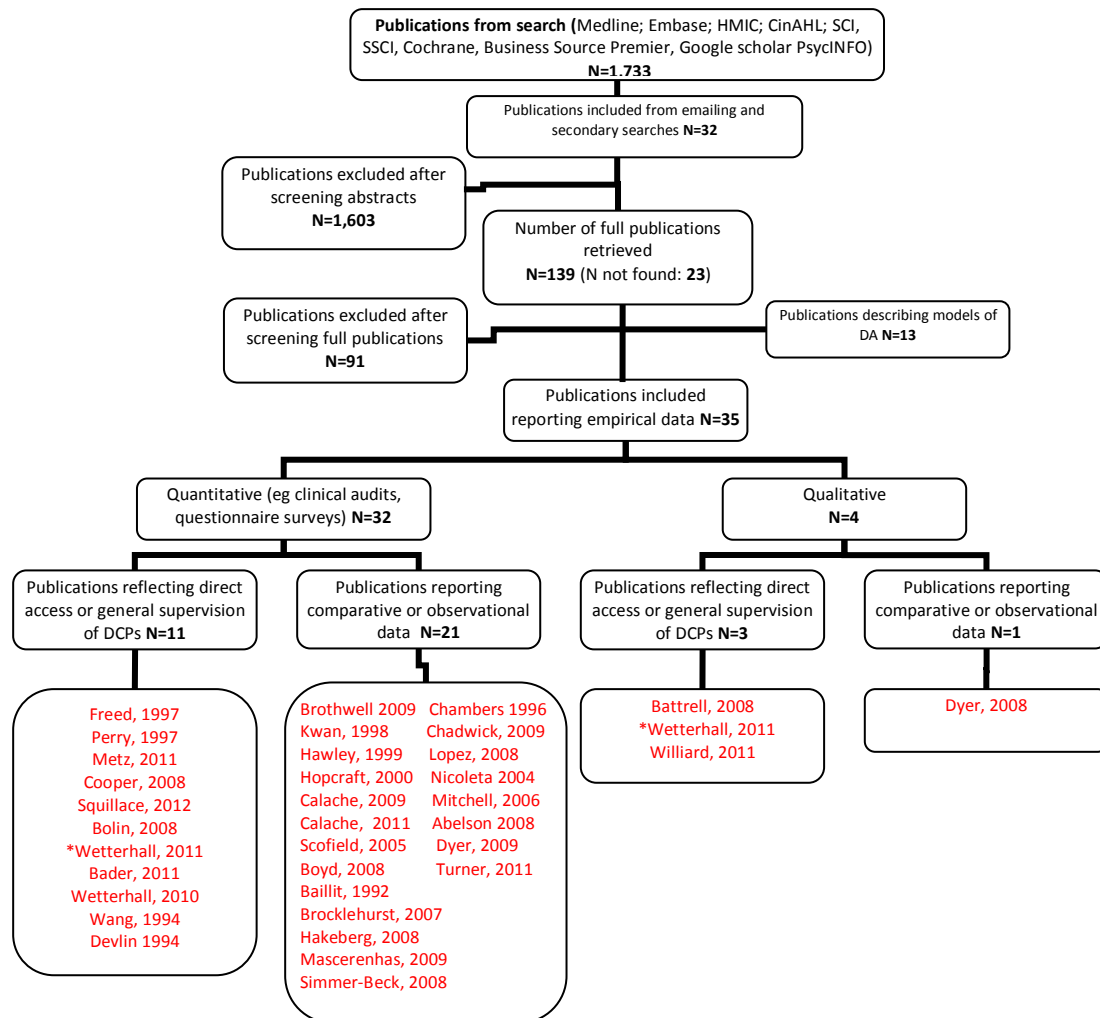 Publications from search (Medline; Embase; HMIC; CinAHL; SCI,
SSCI, Cochrane, Business Source Premier, Google scholar PsycINFO)
N=1,733
Publications included from emailing and
secondary searches N=32
Publications excluded after
screening abstracts
N=1,603
Number of full publications
retrieved
N=139 (N not found: 23)
Publications excluded after
screening full publications
N=91
Publications describing models of
DA N=13
Publications included
reporting empirical data N=35
Quantitative (eg clinical audits,
questionnaire surveys) N=32
Qualitative
N=4
Publications reflecting direct
access or general supervision
of DCPs N=11
Publications reporting
comparative or observational
data N=21
Publications reflecting direct
access or general supervision
of DCPs N=3
Publications reporting
comparative or observational
data N=1
Freed, 1997
Perry, 1997
Metz, 2011
Cooper, 2008
Squillace, 2012
Bolin, 2008
*Wetterhall, 2011
Bader, 2011
Wetterhall, 2010
Wang, 1994
Devlin 1994
Brothwell 2009 Chambers 1996
Kwan, 1998 Chadwick, 2009
Hawley, 1999 Lopez, 2008
Hopcraft, 2000 Nicoleta 2004
Calache, 2009 Mitchell, 2006
Calache, 2011 Abelson 2008
Scofield, 2005 Dyer, 2009
Boyd, 2008 Turner, 2011
Baillit, 1992
Brocklehurst, 2007
Hakeberg, 2008
Mascerenhas, 2009
Simmer-Beck, 2008
Battrell, 2008
*Wetterhall, 2011
Williard, 2011
Dyer, 2008